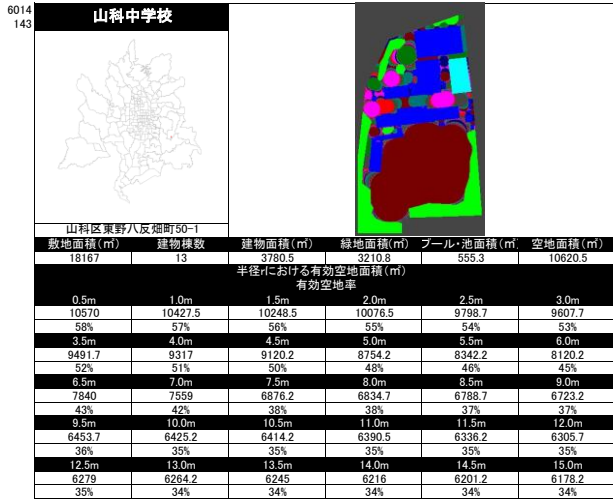 6014
143
山科中学校
山科区東野八反畑町50-1
敷地面積(㎡) 建物棟数 建物面積(㎡) 緑地面積(㎡) プール・池面積(㎡) 空地面積(㎡)
18167 13 3780.5 3210.8 555.3 10620.5
半径rにおける有効空地面積(㎡)
有効空地率
0.5m 1.0m 1.5m 2.0m 2.5m 3.0m
10570 10427.5 10248.5 10076.5 9798.7 9607.7
58% 57% 56% 55% 54% 53%
3.5m 4.0m 4.5m 5.0m 5.5m 6.0m
9491.7 9317 9120.2 8754.2 8342.2 8120.2
52% 51% 50% 48% 46% 45%
6.5m 7.0m 7.5m 8.0m 8.5m 9.0m
7840 7559 6876.2 6834.7 6788.7 6723.2
43% 42% 38% 38% 37% 37%
9.5m 10.0m 10.5m 11.0m 11.5m 12.0m
6453.7 6425.2 6414.2 6390.5 6336.2 6305.7
36% 35% 35% 35% 35% 35%
12.5m 13.0m 13.5m 14.0m 14.5m 15.0m
6279 6264.2 6245 6216 6201.2 6178.2
35% 34% 34% 34% 34% 34%